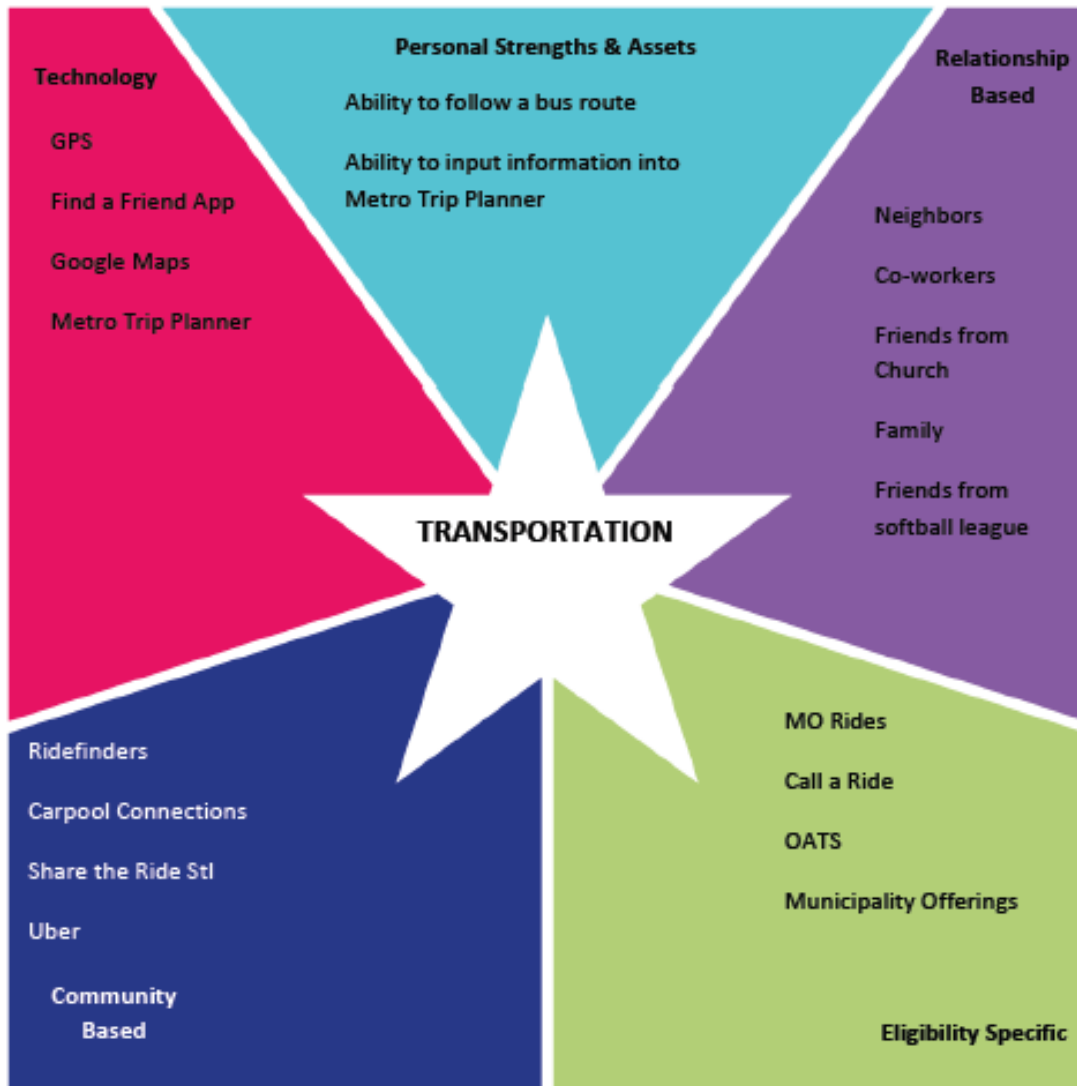 Technology
GPS
Find a Friend App
Google Maps
Metro Trip Planner
Personal Strengths & Assets
Ability to follow a bus route
Ability to input information into
Metro Trip Planner
Relationship
Based
Neighbors
Co-workers
Friends from
Church
Family
Friends from
softball league
TRANSPORTATION
Ridefinders
Carpool Connections
Share the Ride Stl
Uber
Community
Based
MO Rides
Call a Ride
OATS
Municipality Offerings
Eligibility Specific